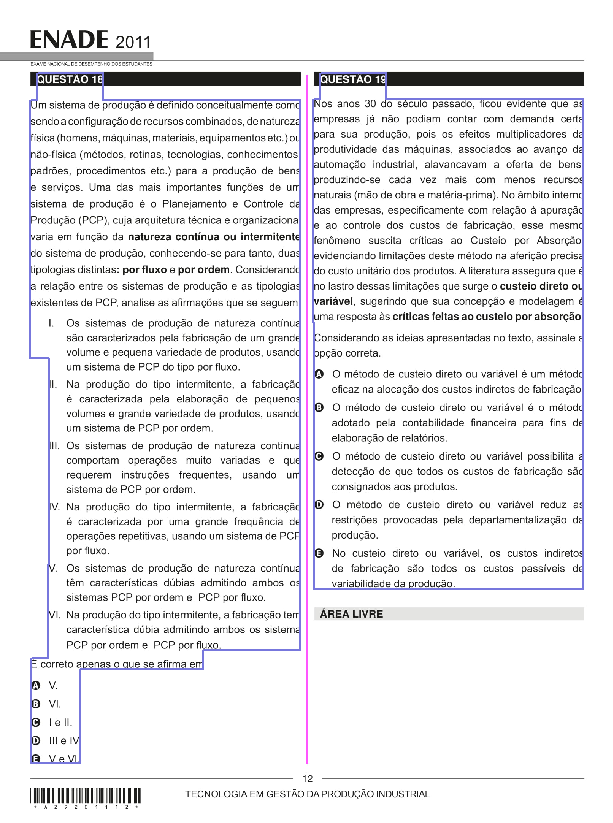 ENADE 2011
EXAME NACIONAL DE DESEMPENHO DOS ESTUDANTES
QUESTÃO 18
Um sistema de produção é definido conceitualmente como
sendo a configuração de recursos combinados, de natureza
física (homens, máquinas, materiais, equipamentos etc.) ou
não-física (métodos, rotinas, tecnologias, conhecimentos,
padrões, procedimentos etc.) para a produção de bens
e serviços. Uma das mais importantes funções de um
sistema de produção é o Planejamento e Controle da
Produção (PCP), cuja arquitetura técnica e organizacional
varia em função da natureza contínua ou intermitente
do sistema de produção, conhecendo-se para tanto, duas
tipologias distintas: por fluxo e por ordem. Considerando
a relação entre os sistemas de produção e as tipologias
existentes de PCP, analise as afirmações que se seguem.
I. Os sistemas de produção de natureza contínua
são caracterizados pela fabricação de um grande
volume e pequena variedade de produtos, usando
um sistema de PCP do tipo por fluxo.
II. Na produção do tipo intermitente, a fabricação
é caracterizada pela elaboração de pequenos
volumes e grande variedade de produtos, usando
um sistema de PCP por ordem.
III. Os sistemas de produção de natureza contínua
comportam operações muito variadas e que
requerem instruções frequentes, usando um
sistema de PCP por ordem.
IV. Na produção do tipo intermitente, a fabricação
é caracterizada por uma grande frequência de
operações repetitivas, usando um sistema de PCP
por fluxo.
V. Os sistemas de produção de natureza contínua
têm características dúbias admitindo ambos os
sistemas PCP por ordem e PCP por fluxo.
VI. Na produção do tipo intermitente, a fabricação tem
característica dúbia admitindo ambos os sistema
PCP por ordem e PCP por fluxo.
É correto apenas o que se afirma em
A V.
B VI.
C I e II.
D III e IV.
E V e VI.
QUESTÃO 19
Nos anos 30 do século passado, ficou evidente que as
empresas já não podiam contar com demanda certa
para sua produção, pois os efeitos multiplicadores da
produtividade das máquinas, associados ao avanço da
automação industrial, alavancavam a oferta de bens,
produzindo-se cada vez mais com menos recursos
naturais (mão de obra e matéria-prima). No âmbito interno
das empresas, especificamente com relação à apuração
e ao controle dos custos de fabricação, esse mesmo
fenômeno suscita críticas ao Custeio por Absorção,
evidenciando limitações deste método na aferição precisa
do custo unitário dos produtos. A literatura assegura que é
no lastro dessas limitações que surge o custeio direto ou
variável, sugerindo que sua concepção e modelagem é
uma resposta às críticas feitas ao custeio por absorção.
Considerando as ideias apresentadas no texto, assinale a
opção correta.
A O método de custeio direto ou variável é um método
eficaz na alocação dos custos indiretos de fabricação.
B O método de custeio direto ou variável é o método
adotado pela contabilidade financeira para fins de
elaboração de relatórios.
C O método de custeio direto ou variável possibilita a
detecção de que todos os custos de fabricação são
consignados aos produtos.
D O método de custeio direto ou variável reduz as
restrições provocadas pela departamentalização da
produção.
E No custeio direto ou variável, os custos indiretos
de fabricação são todos os custos passíveis de
variabilidade da produção.
ÁREA LIVRE
12
TECNOLOGIA EM GESTÃO DA PRODUÇÃO INDUSTRIAL
* A 2 7 2 0 1 1 1 2 *